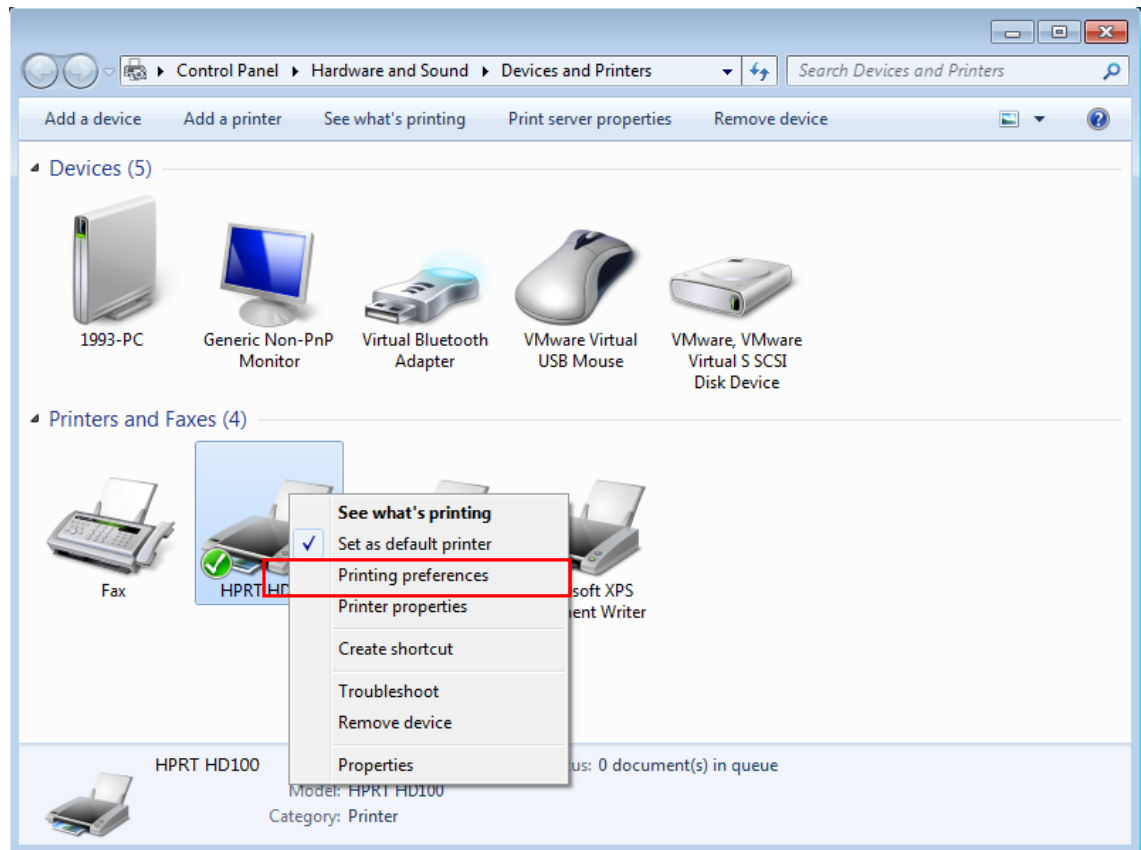 Control Panel Hardware and Sound Devices and Printers Search Devices and Printers
Add a device Add a printer See what's printing Print server properties Remove device
Devices (5)
1993-PC
Generic Non-PnP
Monitor
Virtual Bluetooth
Adapter
VMware Virtual
USB Mouse
VMware, VMware
Virtual S SCSI
Disk Device
Printers and Faxes (4)
Fax
HPRT HD
soft XPS
ent Writer
See what's printing
Set as default printer
Printing preferences
Printer properties
Create shortcut
Troubleshoot
Remove device
Properties
HPRT HD100
us: 0 document(s) in queue
Model: HPRT HD100
Category: Printer